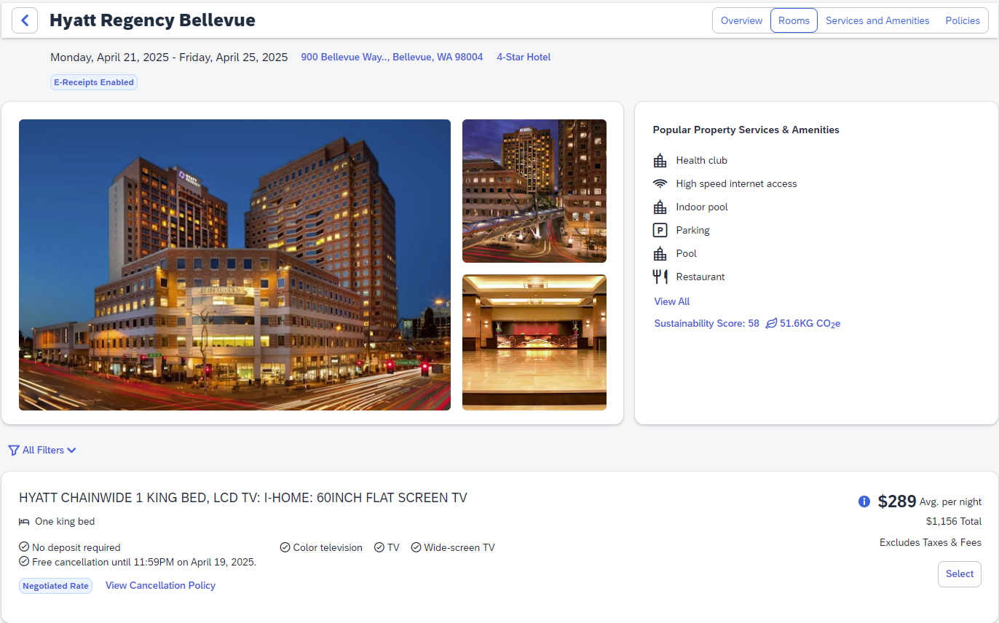 Hyatt Regency Bellevue
Overview
Rooms
Services and Amenities
Policies
Monday, April 21, 2025 - Friday, April 25, 2025
900 Bellevue Way.., Bellevue, WA 98004
4-Star Hotel
E-Receipts Enabled
HYATT REGENCY
Popular Property Services & Amenities
Health club
High speed internet access
Indoor pool
P Parking
Pool
Restaurant
View All
Sustainability Score: 58 51.6KG CO₂e
All Filters
HYATT CHAINWIDE 1 KING BED, LCD TV: I-HOME: 60INCH FLAT SCREEN TV
One king bed
No deposit required
Free cancellation until 11:59PM on April 19, 2025.
Color television
TV
Wide-screen TV
Negotiated Rate
View Cancellation Policy
i $289 Avg. per night
$1,156 Total
Excludes Taxes & Fees
Select